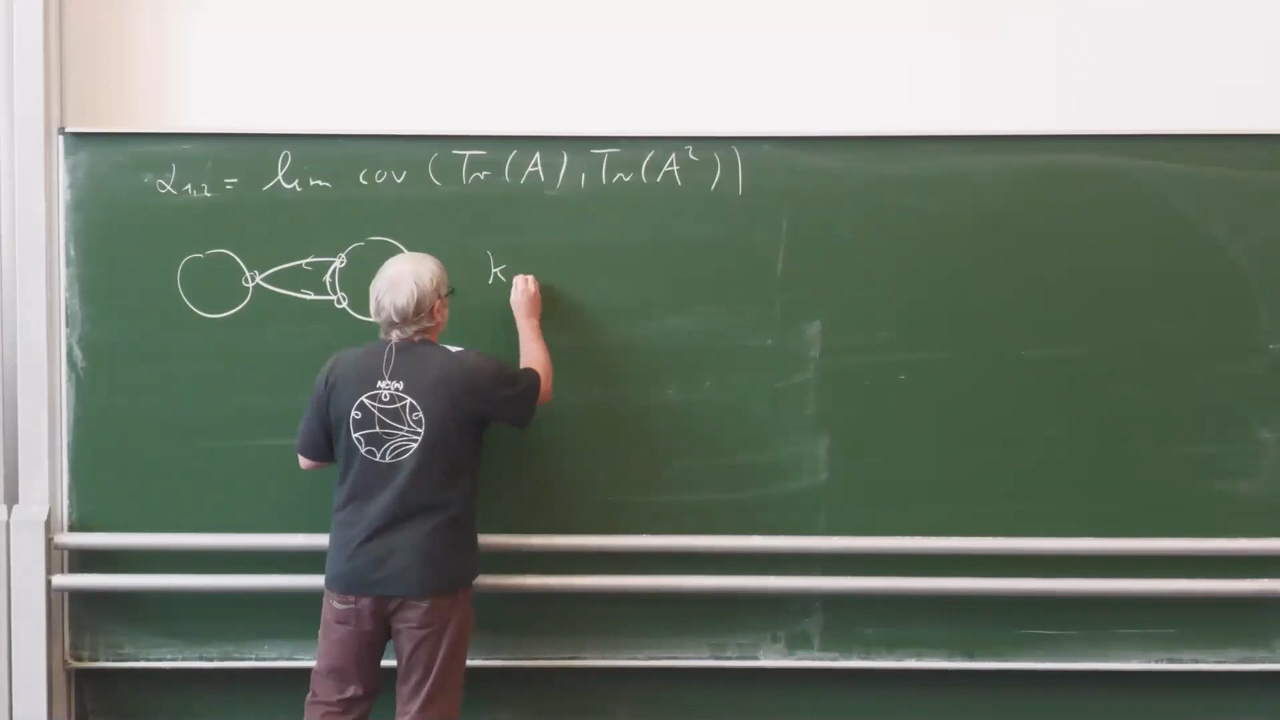 α₁,₂ = lim cov (Tr(A), Tr(A²))
k
NC(n)